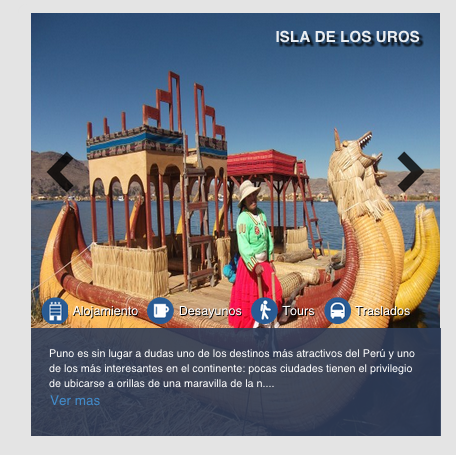 ISLA DE LOS UROS
Alojamiento Desayunos Tours Traslados
Puno es sin lugar a dudas uno de los destinos más atractivos del Perú y uno
de los más interesantes en el continente: pocas ciudades tienen el privilegio
de ubicarse a orillas de una maravilla de la n....
Ver mas